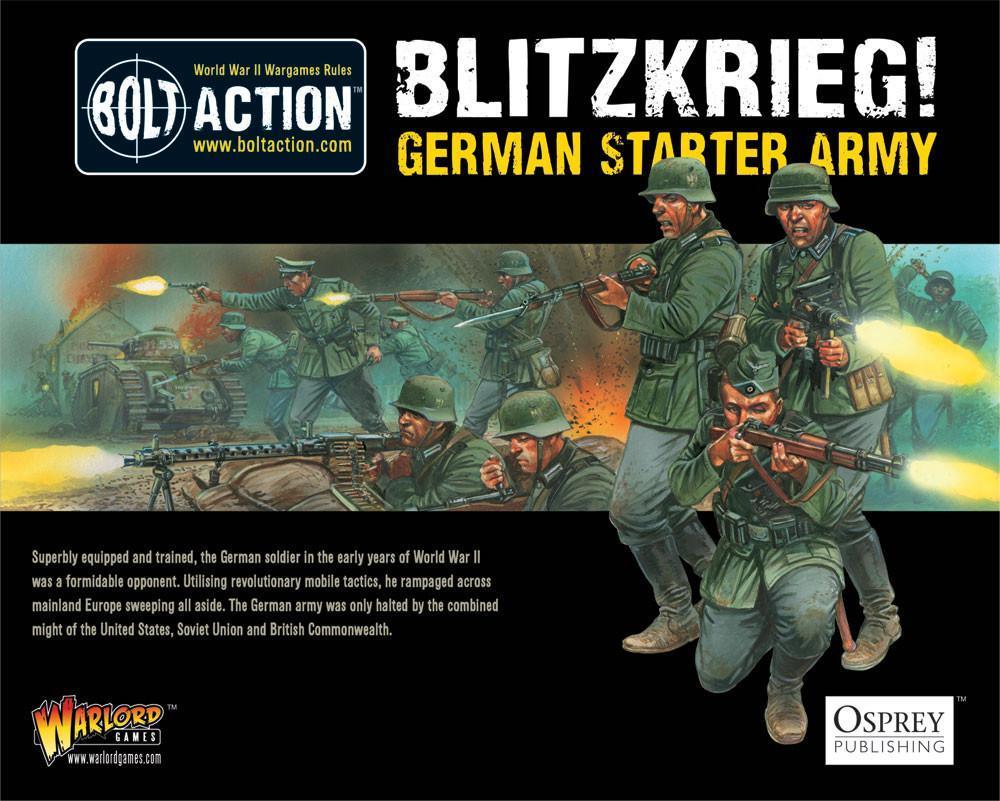 World War II Wargames Rules
BOLT ACTION™
www.boltaction.com
BLITZKRIEG!
GERMAN STARTER ARMY
Superbly equipped and trained, the German soldier in the early years of World War II
was a formidable opponent. Utilising revolutionary mobile tactics, he rampaged across
mainland Europe sweeping all aside. The German army was only halted by the combined
might of the United States, Soviet Union and British Commonwealth.
WARLORD™
GAMES
www.warlordgames.com
OSPREY™
PUBLISHING